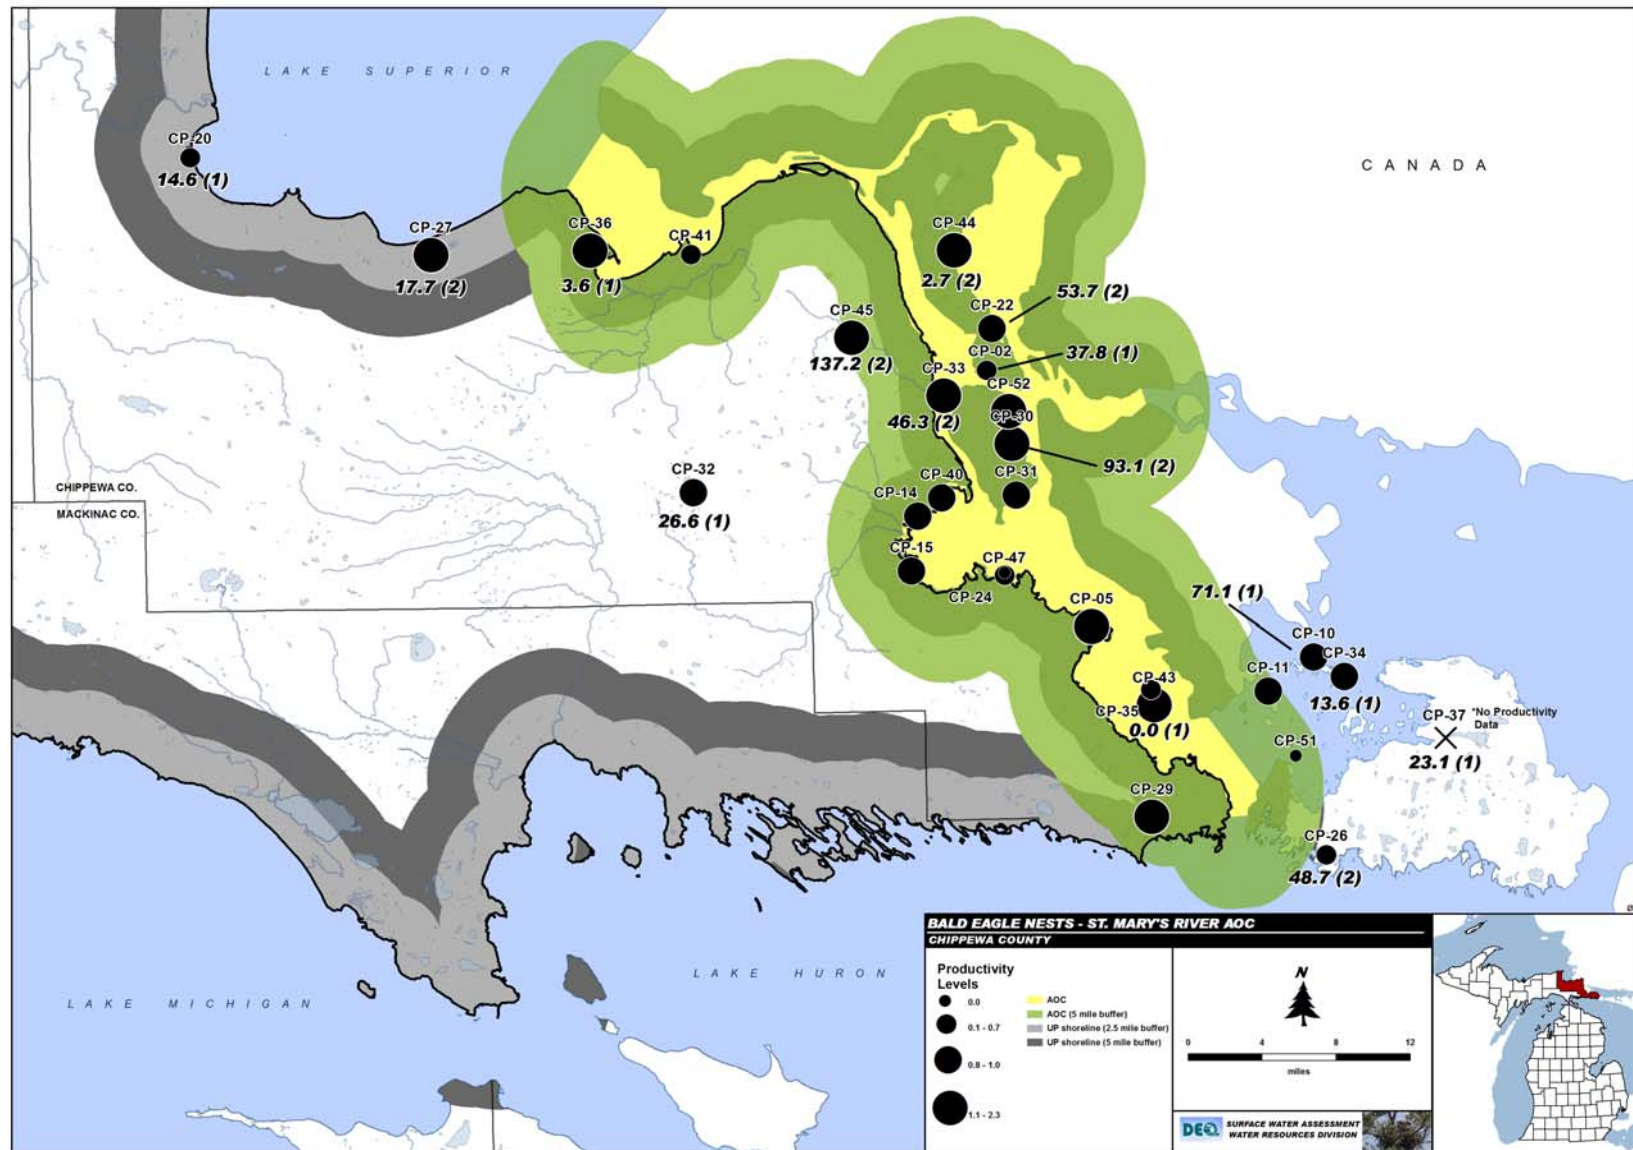 LAKE SUPERIOR
CANADA
CP-20
14.6 (1)
CP-27
17.7 (2)
CP-36
3.6 (1)
CP-41
CP-44
2.7 (2)
CP-22
53.7 (2)
CP-45
137.2 (2)
CP-02
37.8 (1)
CP-33
46.3 (2)
CP-52
CP-30
93.1 (2)
CP-32
26.6 (1)
CP-40
CP-31
CP-14
CHIPPEWA CO.
MACKINAC CO.
CP-15
CP-47
CP-24
CP-05
71.1 (1)
CP-10
CP-34
13.6 (1)
CP-11
CP-43
CP-35
0.0 (1)
CP-37
*No Productivity
Data
23.1 (1)
CP-51
CP-29
CP-26
48.7 (2)
LAKE HURON
LAKE MICHIGAN
BALD EAGLE NESTS - ST. MARY'S RIVER AOC
CHIPPEWA COUNTY
Productivity
Levels
0.0
0.1 - 0.7
0.8 - 1.0
1.1 - 2.3
AOC
AOC (5 mile buffer)
UP shoreline (2.5 mile buffer)
UP shoreline (5 mile buffer)
N
0 4 8 12
miles
DEQ
SURFACE WATER ASSESSMENT
WATER RESOURCES DIVISION